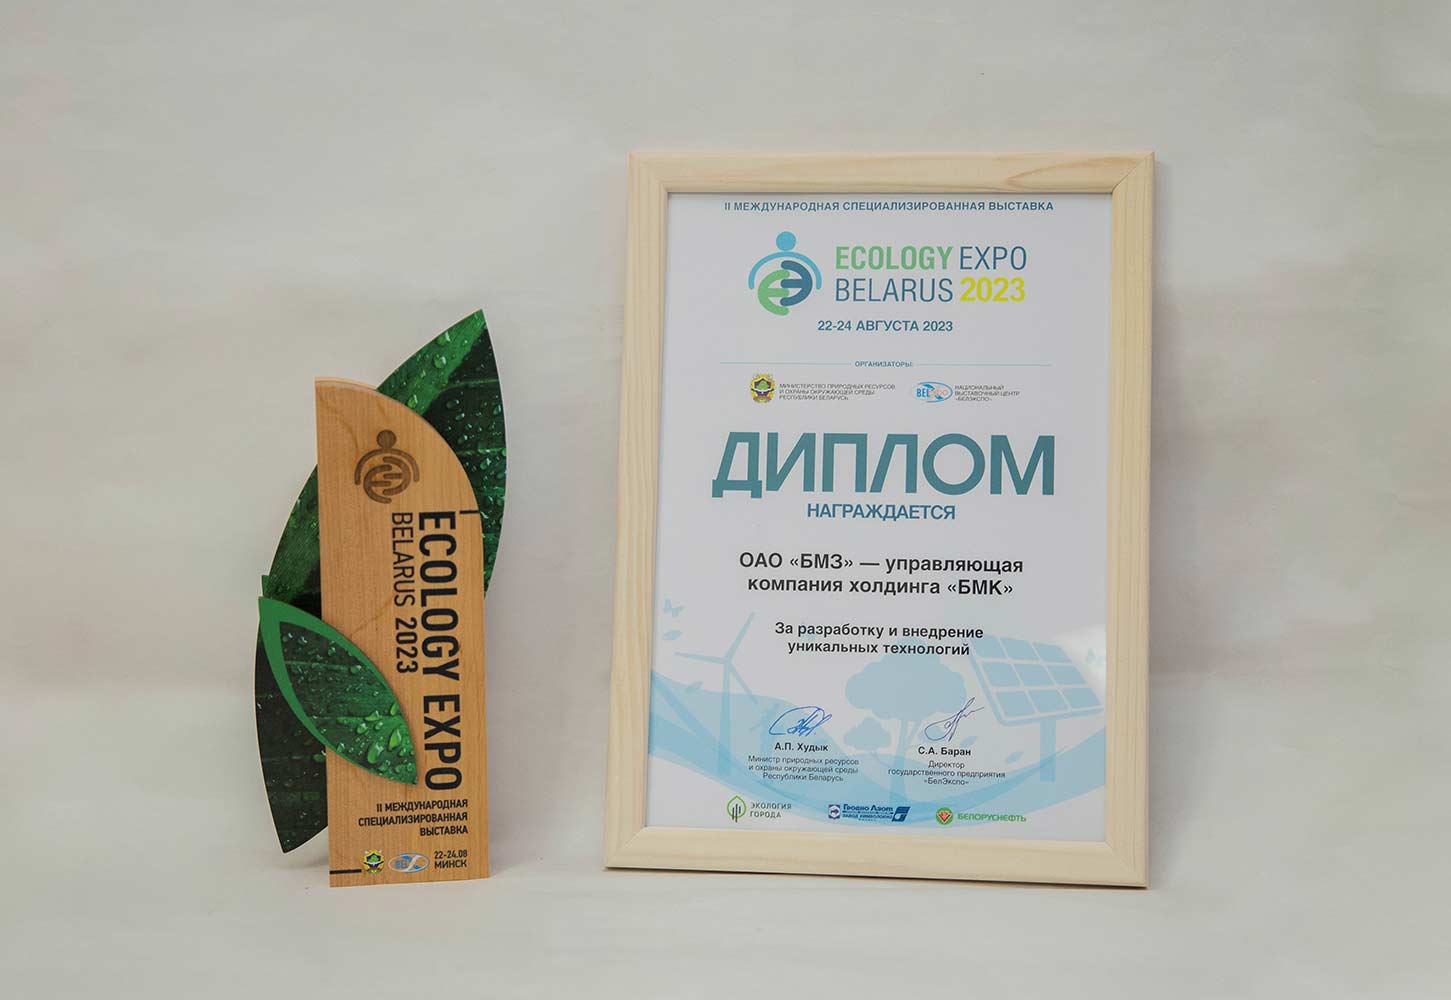 ECOLOGY EXPO
BELARUS 2023
II МЕЖДУНАРОДНАЯ
СПЕЦИАЛИЗИРОВАННАЯ
ВЫСТАВКА
22-24.08
МИНСК
II МЕЖДУНАРОДНАЯ СПЕЦИАЛИЗИРОВАННАЯ ВЫСТАВКА
ECOLOGY EXPO
BELARUS 2023
22-24 АВГУСТА 2023
ОРГАНИЗАТОРЫ:
МИНИСТЕРСТВО ПРИРОДНЫХ РЕСУРСОВ
И ОХРАНЫ ОКРУЖАЮЩЕЙ СРЕДЫ
РЕСПУБЛИКИ БЕЛАРУСЬ
НАЦИОНАЛЬНЫЙ
ВЫСТАВОЧНЫЙ ЦЕНТР
«БЕЛЭКСПО»
ДИПЛОМ
НАГРАЖДАЕТСЯ
ОАО «БМЗ» — управляющая
компания холдинга «БМК»
За разработку и внедрение
уникальных технологий
А.П. Худык
Министр природных ресурсов
и охраны окружающей среды
Республики Беларусь
С.А. Баран
Директор
государственного предприятия
«БелЭкспо»
ЭКОЛОГИЯ
ГОРОДА
Гродно Азот
ЗАВОД ХИМВОЛОКНО
БЕЛОРУСНЕФТЬ